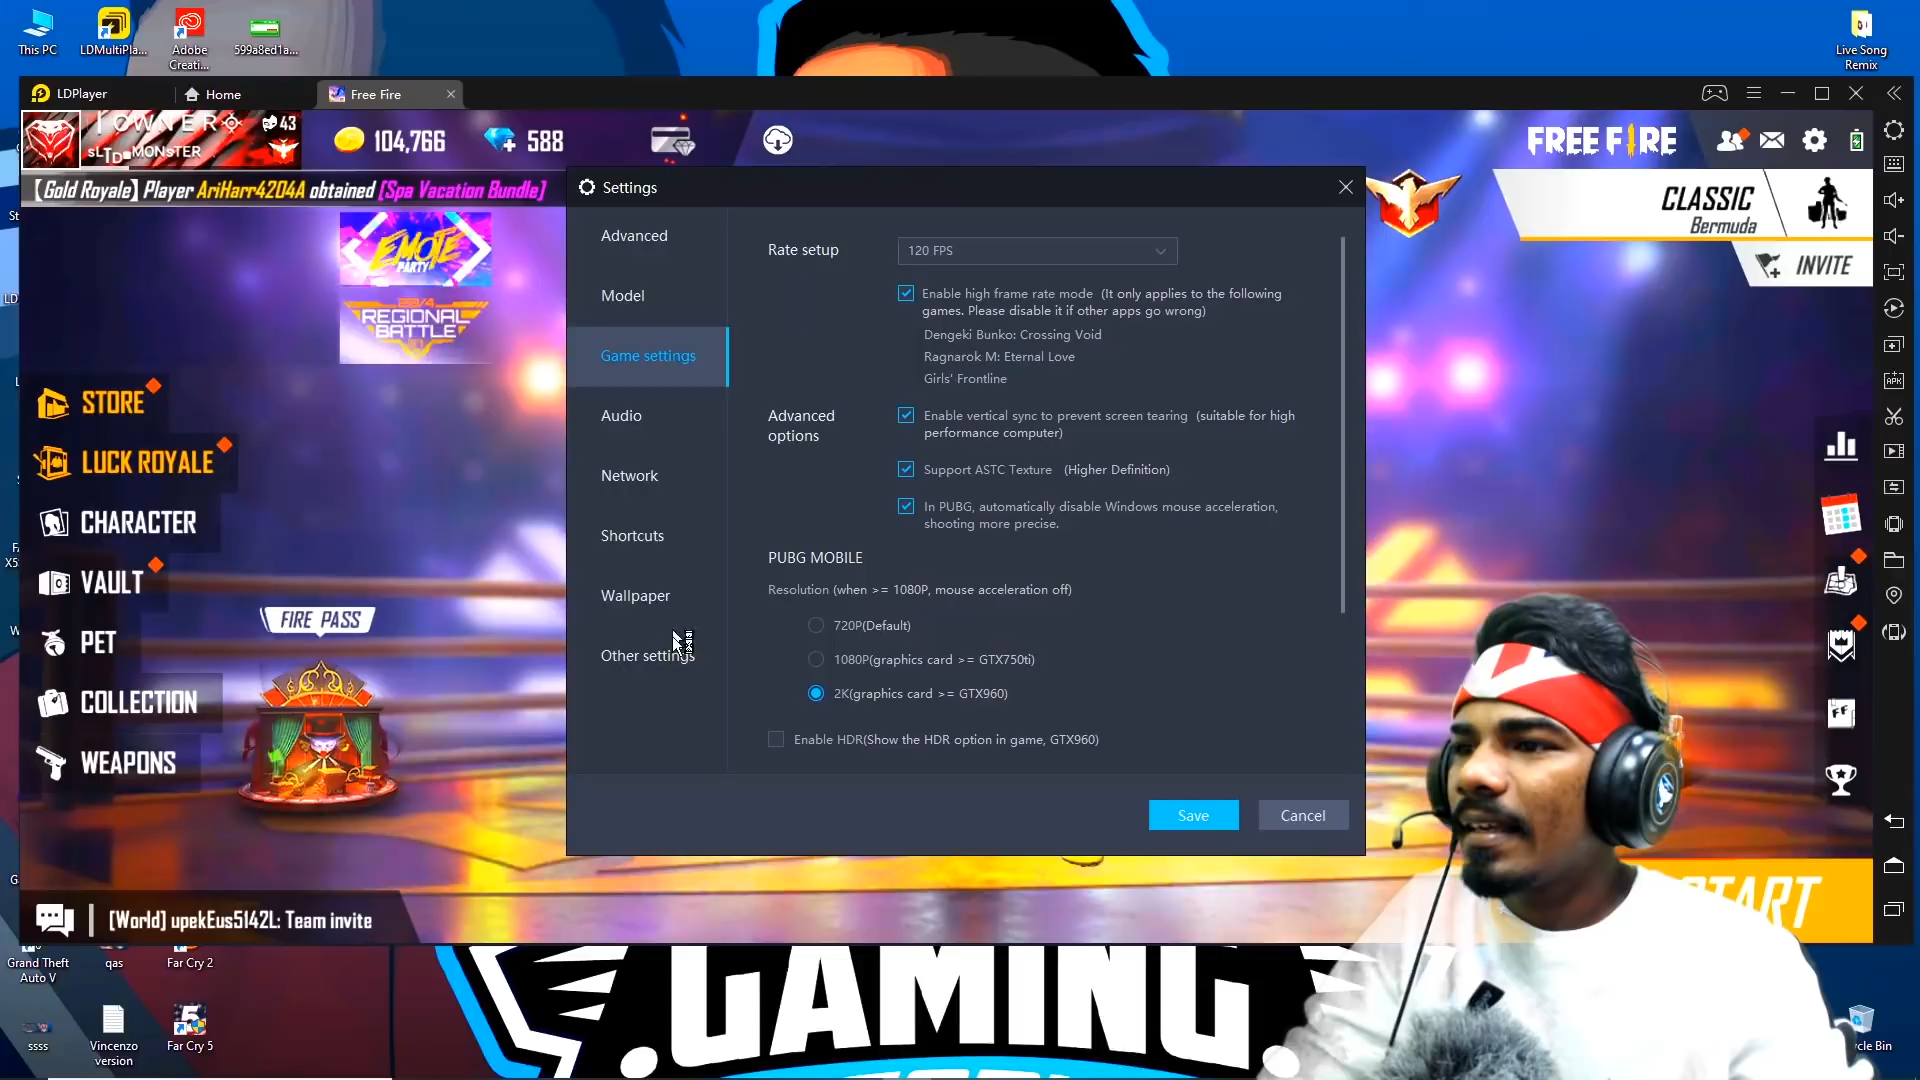 This PC
LDMultiPla...
Adobe
Creati...
599a8ed1a...
Live Song
Remix
LDPlayer
Home
Free Fire
43
104,766
588
FREE FIRE
[Gold Royale] Player AriHarr4204A obtained [Spa Vacation Bundle]
CLASSIC
Bermuda
INVITE
EMOTE
PARTY
REGIONAL
BATTLE
STORE
LUCK ROYALE
CHARACTER
VAULT
PET
COLLECTION
WEAPONS
FIRE PASS
Settings
Advanced
Model
Game settings
Audio
Network
Shortcuts
Wallpaper
Other settings
Rate setup
120 FPS
Enable high frame rate mode (It only applies to the following
games. Please disable it if other apps go wrong)
Dengeki Bunko: Crossing Void
Ragnarok M: Eternal Love
Girls' Frontline
Advanced
options
Enable vertical sync to prevent screen tearing (suitable for high
performance computer)
Support ASTC Texture (Higher Definition)
In PUBG, automatically disable Windows mouse acceleration,
shooting more precise.
PUBG MOBILE
Resolution (when >= 1080P, mouse acceleration off)
720P(Default)
1080P(graphics card >= GTX750ti)
2K(graphics card >= GTX960)
Enable HDR(Show the HDR option in game, GTX960)
Save
Cancel
START
[World] upekEus5142L: Team invite
Grand Theft
Auto V
qas
Far Cry 2
ssss
Vincenzo
version
Far Cry 5
GAMING